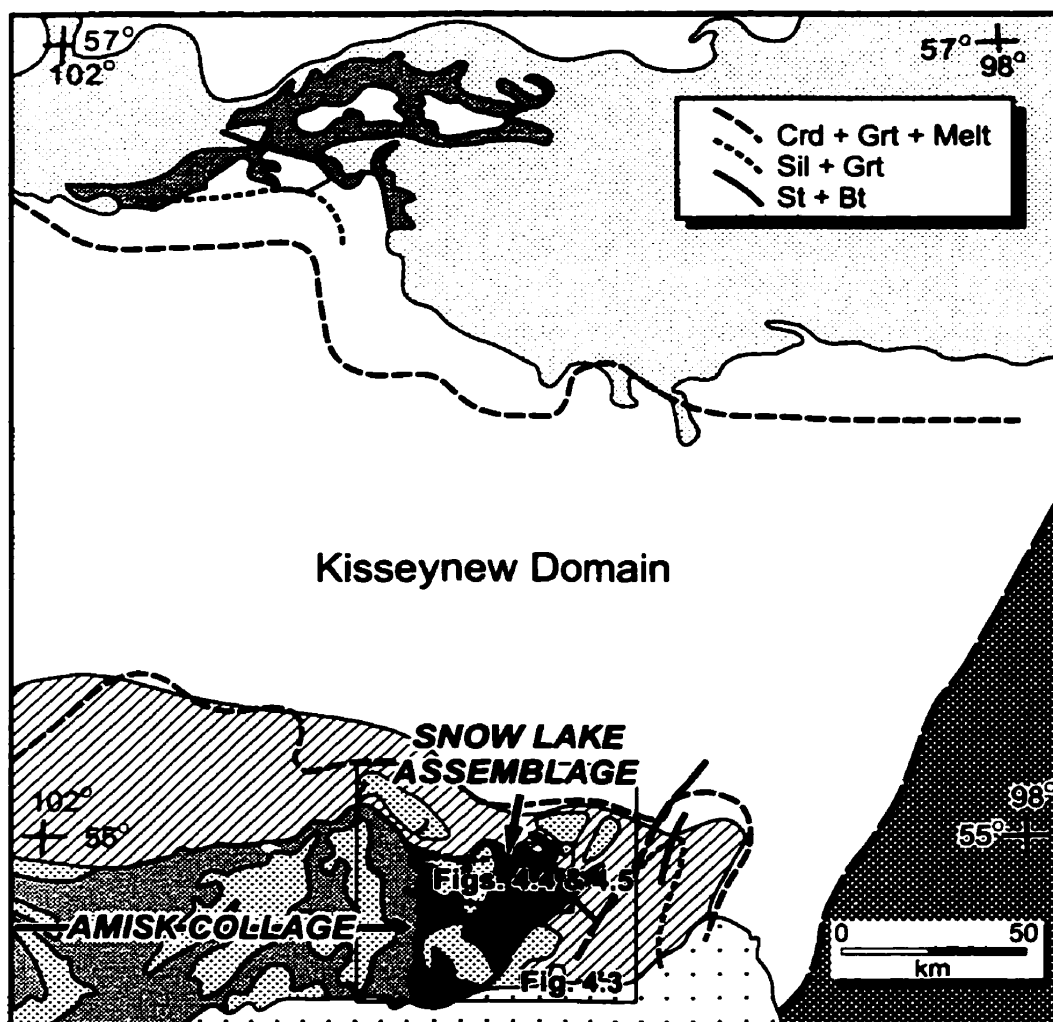 57°
102°
57°
98°
Crd + Grt + Melt
Sil + Grt
St + Bt
Kisseynew Domain
SNOW LAKE
ASSEMBLAGE
102°
55°
98°
55°
Figs. 4.4 & 4.5
AMISK COLLAGE
Fig. 4.3
0 50
km